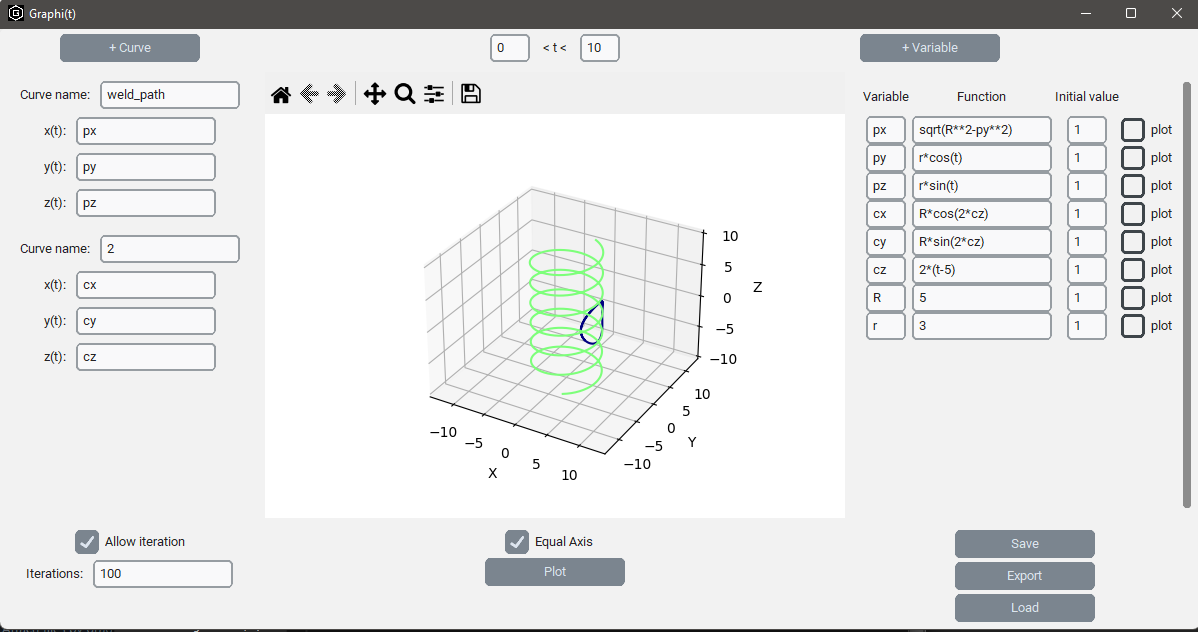 Graphi(t)
+ Curve
0 < t < 10
+ Variable
Curve name: weld_path
x(t): px
y(t): py
z(t): pz
Curve name: 2
x(t): cx
y(t): cy
z(t): cz
10
5
0
−5
−10
Z
10
5
0
−5
−10
Y
−10
−5
0
5
10
X
Variable Function Initial value
px sqrt(R**2-py**2) 1 plot
py r*cos(t) 1 plot
pz r*sin(t) 1 plot
cx R*cos(2*cz) 1 plot
cy R*sin(2*cz) 1 plot
cz 2*(t-5) 1 plot
R 5 1 plot
r 3 1 plot
Allow iteration
Iterations: 100
Equal Axis
Plot
Save
Export
Load